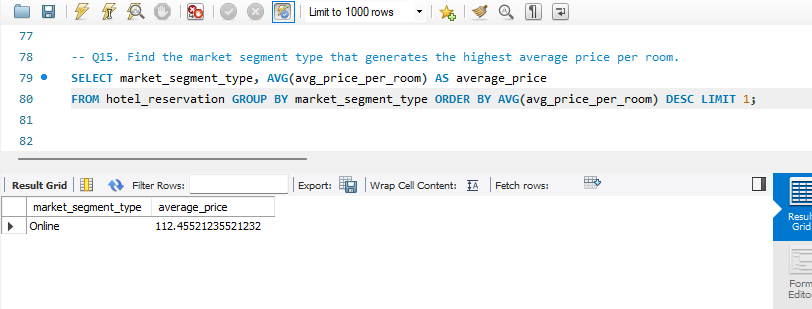 Limit to 1000 rows
77
78 -- Q15. Find the market segment type that generates the highest average price per room.
79 SELECT market_segment_type, AVG(avg_price_per_room) AS average_price
80 FROM hotel_reservation GROUP BY market_segment_type ORDER BY AVG(avg_price_per_room) DESC LIMIT 1;
81
82
Result Grid Filter Rows: Export: Wrap Cell Content: Fetch rows:
market_segment_type average_price
Online 112.45521235521232
Result
Grid
Form
Editor